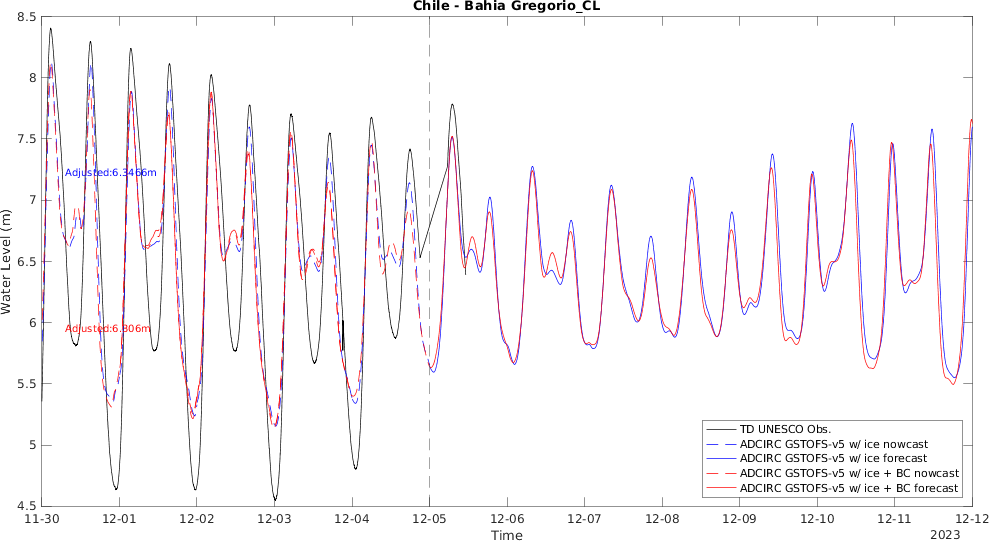 Chile - Bahia Gregorio_CL
8.5
8
7.5
7
6.5
6
5.5
5
4.5
Water Level (m)
Adjusted:6.3466m
Adjusted:6.306m
TD UNESCO Obs.
ADCIRC GSTOFS-v5 w/ ice nowcast
ADCIRC GSTOFS-v5 w/ ice forecast
ADCIRC GSTOFS-v5 w/ ice + BC nowcast
ADCIRC GSTOFS-v5 w/ ice + BC forecast
11-30 12-01 12-02 12-03 12-04 12-05 12-06 12-07 12-08 12-09 12-10 12-11 12-12
Time
2023